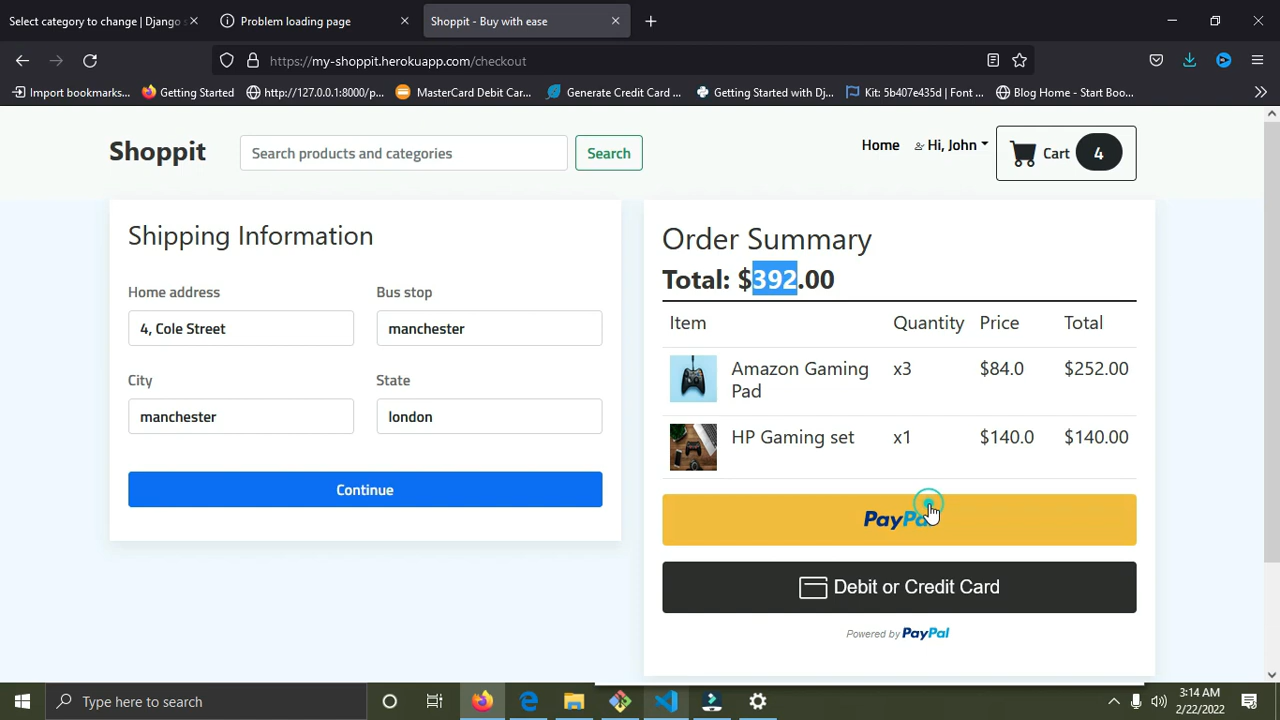 Select category to change | Django s
Problem loading page
Shoppit - Buy with ease
https://my-shoppit.herokuapp.com/checkout
Import bookmarks...
Getting Started
http://127.0.0.1:8000/p...
MasterCard Debit Car...
Generate Credit Card ...
Getting Started with Dj...
Kit: 5b407e435d | Font ...
Blog Home - Start Boo...
Shoppit
Search products and categories
Search
Home
Hi, John
Cart
4
Shipping Information
Home address
Bus stop
4, Cole Street
manchester
City
State
manchester
london
Continue
Order Summary
Total: $392.00
Item Quantity Price Total
Amazon Gaming Pad x3 $84.0 $252.00
HP Gaming set x1 $140.0 $140.00
PayPal
Debit or Credit Card
Powered by PayPal
Type here to search
3:14 AM
2/22/2022